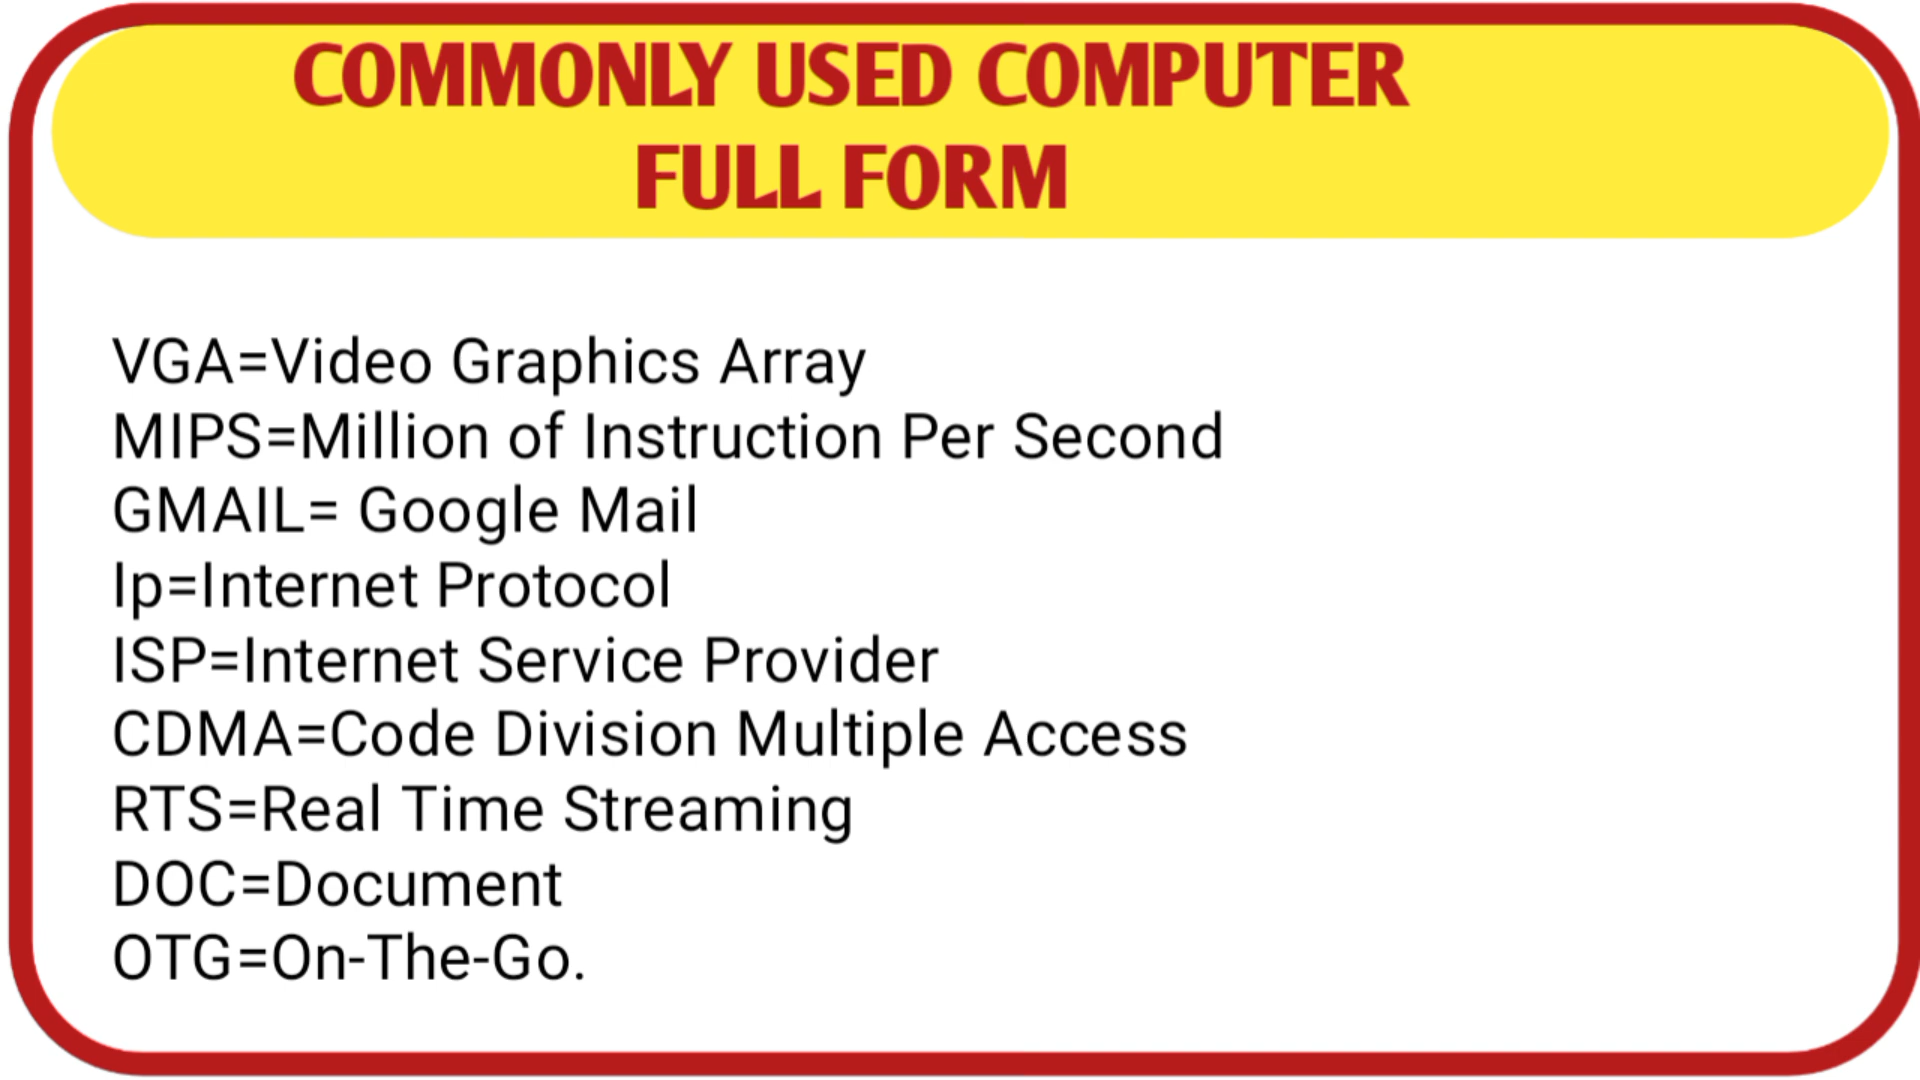 COMMONLY USED COMPUTER
FULL FORM
VGA=Video Graphics Array
MIPS=Million of Instruction Per Second
GMAIL= Google Mail
Ip=Internet Protocol
ISP=Internet Service Provider
CDMA=Code Division Multiple Access
RTS=Real Time Streaming
DOC=Document
OTG=On-The-Go.